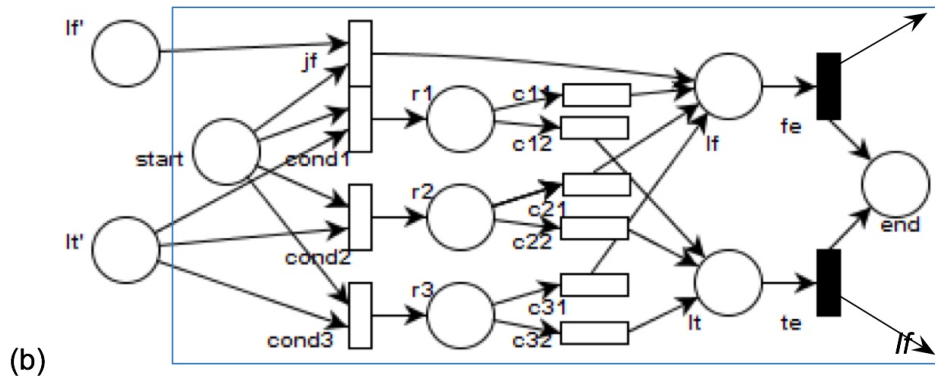 lf'
jf
r1
c11
c12
lf
fe
start
cond1
r2
c21
c22
end
lt'
cond2
r3
c31
lt
te
cond3
c32
lf
(b)